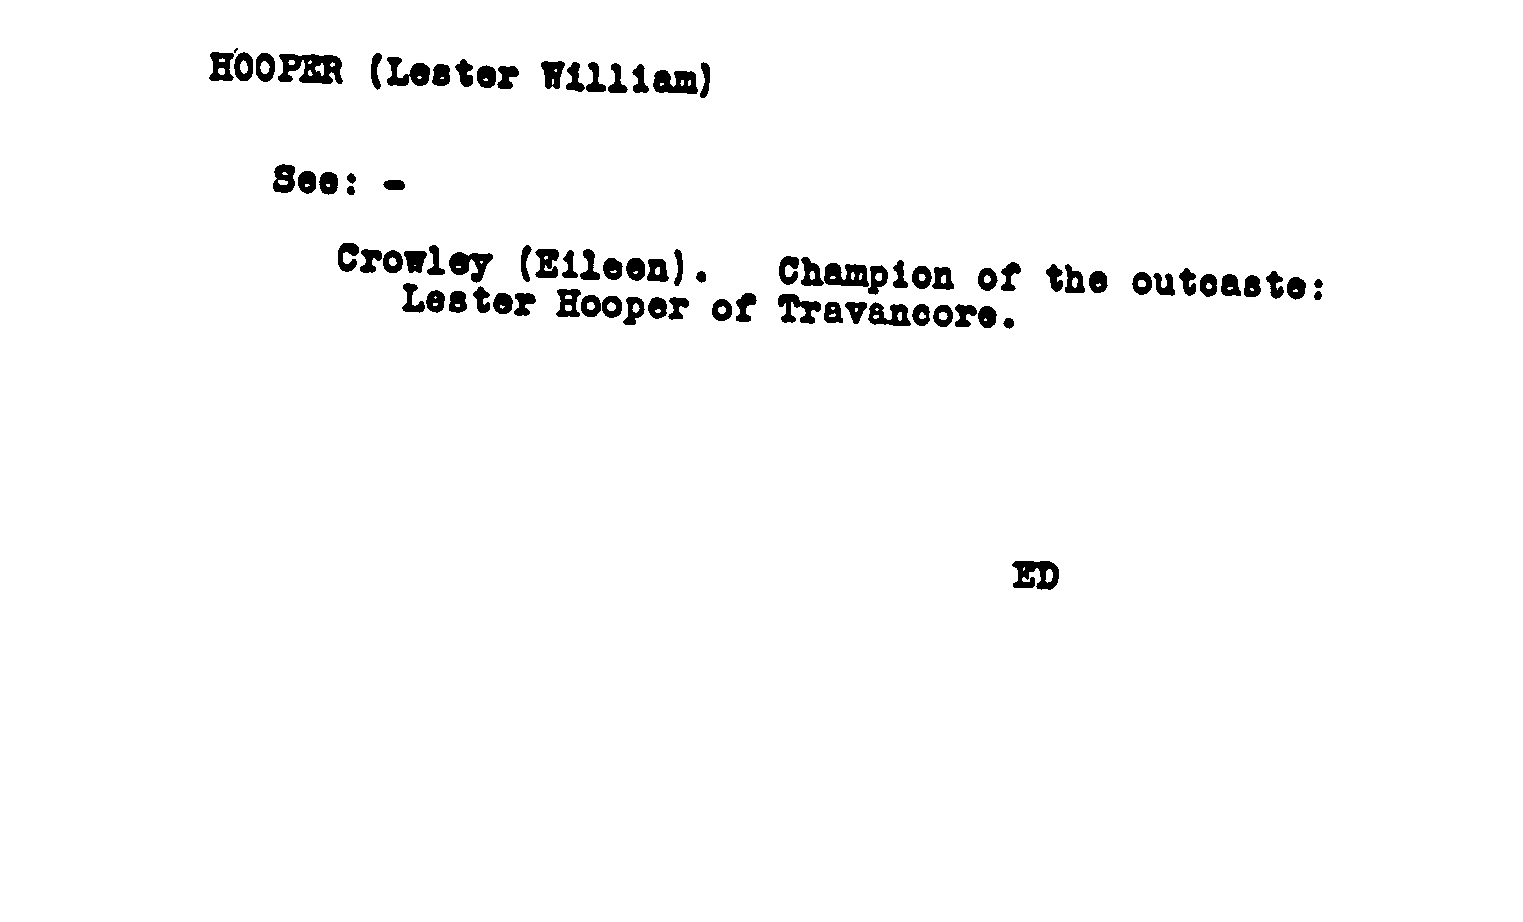 HOOPER (Lester William)
See: -
Crowley (Eileen). Champion of the outcaste:
Lester Hooper of Travancore.
ED